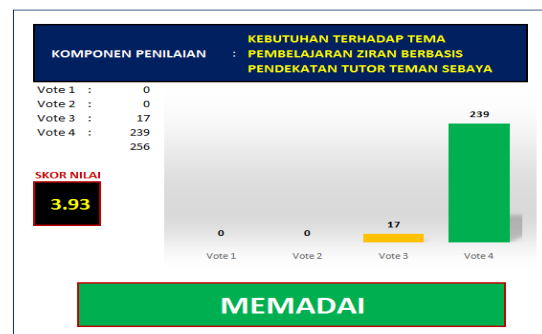 KOMPONEN PENILAIAN : KEBUTUHAN TERHADAP TEMA
PEMBELAJARAN ZIRAN BERBASIS
PENDEKATAN TUTOR TEMAN SEBAYA
Vote 1 : 0
Vote 2 : 0
Vote 3 : 17
Vote 4 : 239
256
SKOR NILAI
3.93
0
0
17
239
Vote 1
Vote 2
Vote 3
Vote 4
MEMADAI